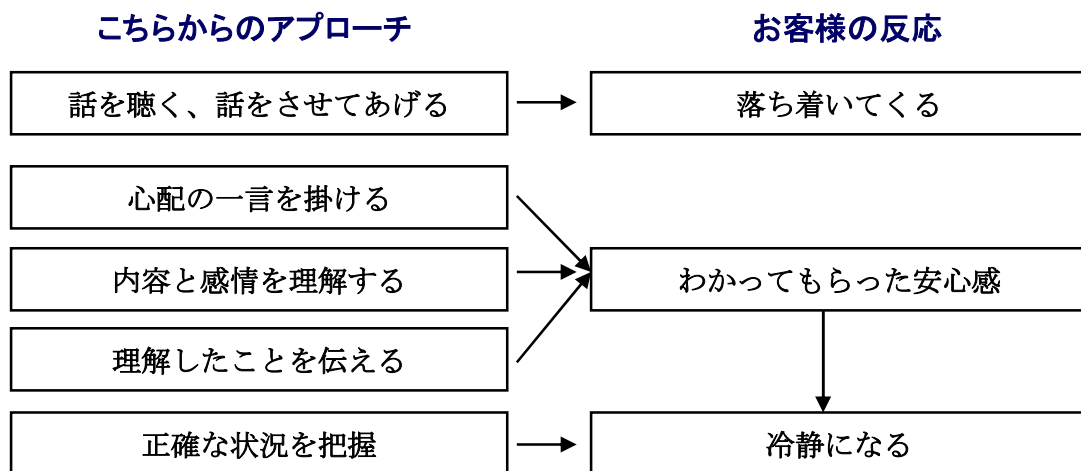 こちらからのアプローチ
お客様の反応
話を聴く、話をさせてあげる
落ち着いてくる
心配の一言を掛ける
内容と感情を理解する
わかってもらった安心感
理解したことを伝える
正確な状況を把握
冷静になる